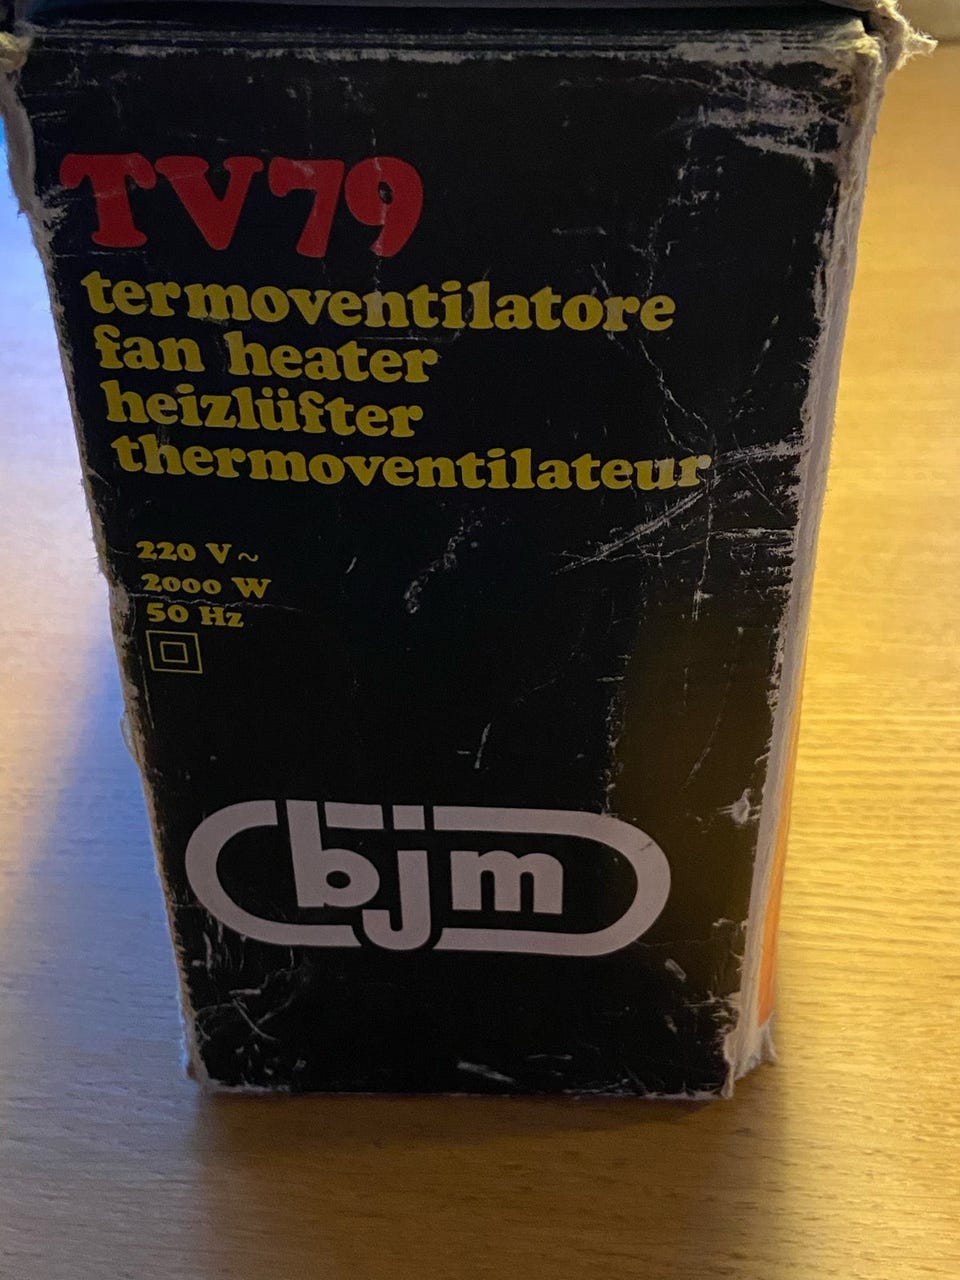 TV79
termoventilatore
fan heater
heizlüfter
thermoventilateur
220 V~
2000 W
50 Hz
bjm